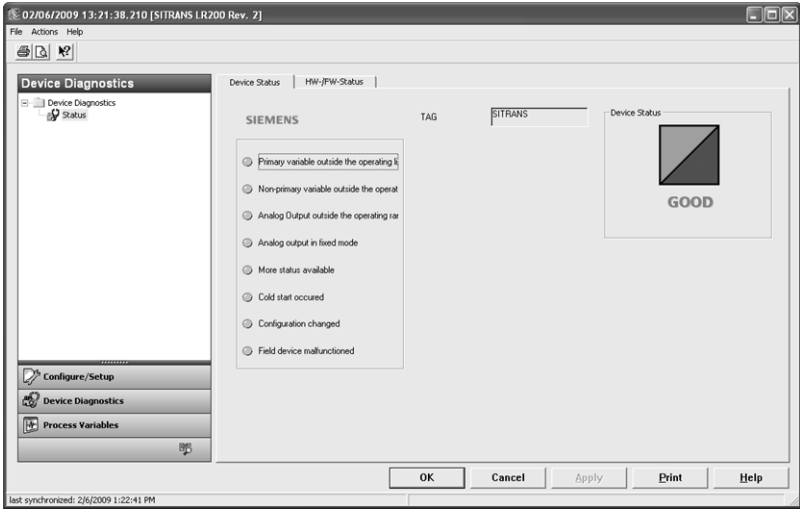 02/06/2009 13:21:38.210 [SITRANS LR200 Rev. 2]
File Actions Help
Device Diagnostics
Device Diagnostics
Status
Configure/Setup
Device Diagnostics
Process Variables
Device Status HW-/FW-Status
SIEMENS
TAG SITRANS
Primary variable outside the operating li
Non-primary variable outside the operat
Analog Output outside the operating ran
Analog output in fixed mode
More status available
Cold start occured
Configuration changed
Field device malfunctioned
Device Status
GOOD
OK Cancel Apply Print Help
last synchronized: 2/6/2009 1:22:41 PM